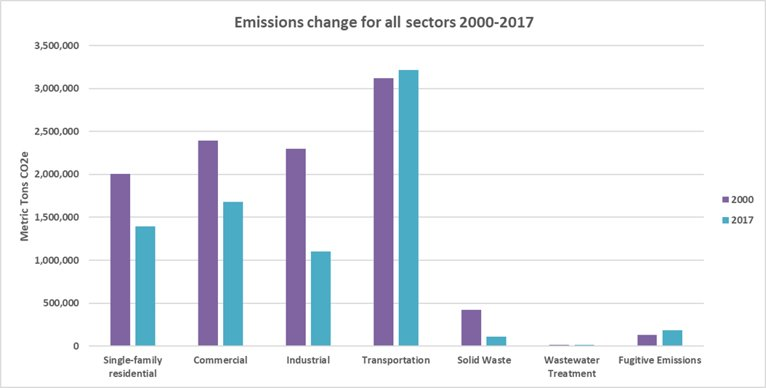 Emissions change for all sectors 2000-2017
Metric Tons CO2e
3,500,000
3,000,000
2,500,000
2,000,000
1,500,000
1,000,000
500,000
0
Single-family
residential
Commercial
Industrial
Transportation
Solid Waste
Wastewater
Treatment
Fugitive Emissions
2000
2017